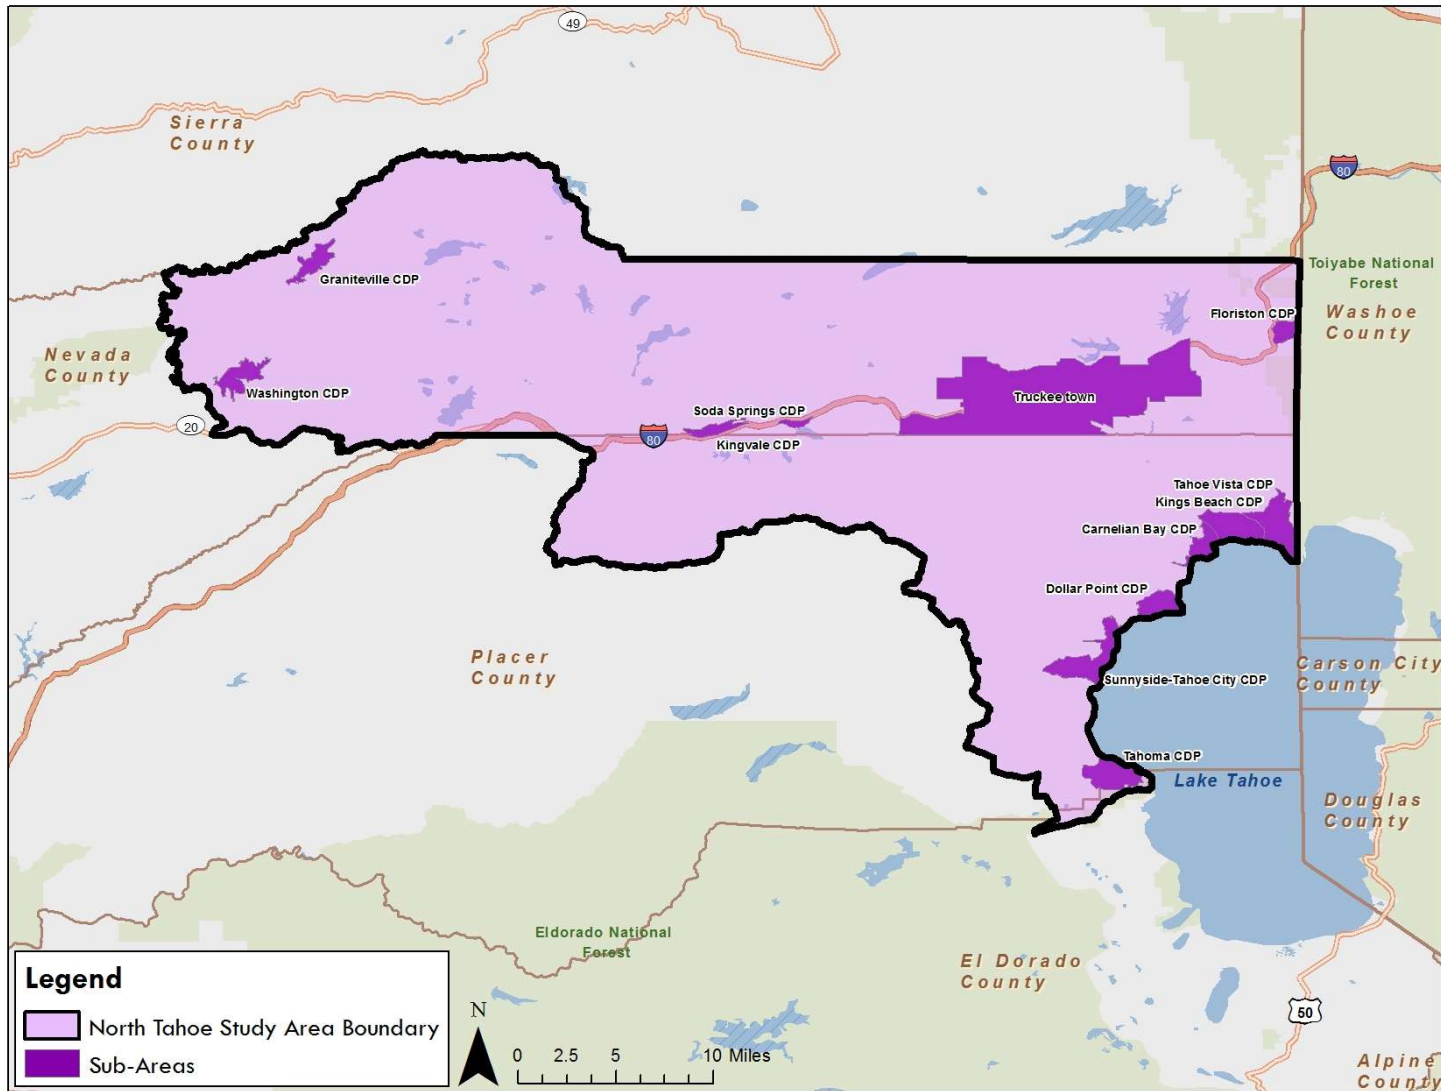 49
Sierra
County
80
Toiyabe National
Forest
Graniteville CDP
Floriston CDP
Washoe
County
Nevada
County
Washington CDP
Truckee town
Soda Springs CDP
20
80
Kingvale CDP
Tahoe Vista CDP
Kings Beach CDP
Carnelian Bay CDP
Dollar Point CDP
Placer
County
Carson City
County
Sunnyside-Tahoe City CDP
Tahoma CDP
Lake Tahoe
Douglas
County
Eldorado National
Forest
El Dorado
County
Legend
North Tahoe Study Area Boundary
Sub-Areas
N
0 2.5 5 10 Miles
50
Alpine
County